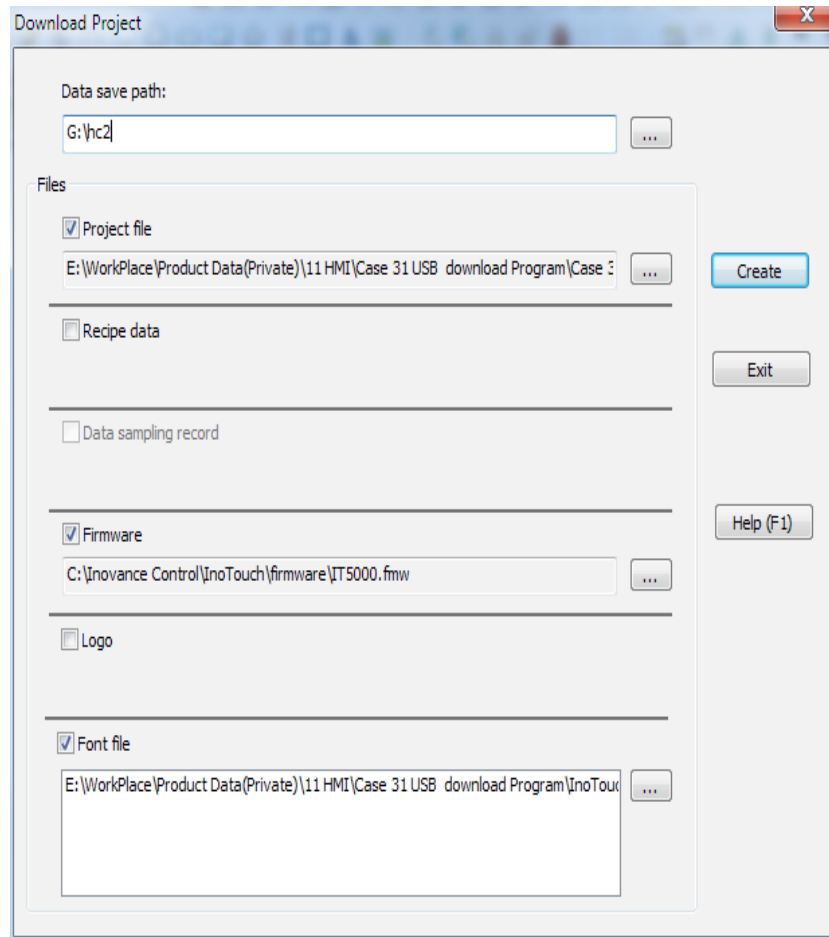 Download Project
X
Data save path:
G:\hc2
...
Files
Project file
E:\WorkPlace\Product Data(Private)\11 HMI\Case 31 USB  download Program\Case 3
...
Create
Recipe data
Exit
Data sampling record
Firmware
Help (F1)
C:\Inovance Control\InoTouch\firmware\IT5000.fmw
...
Logo
Font file
E:\WorkPlace\Product Data(Private)\11 HMI\Case 31 USB  download Program\InoTouc
...